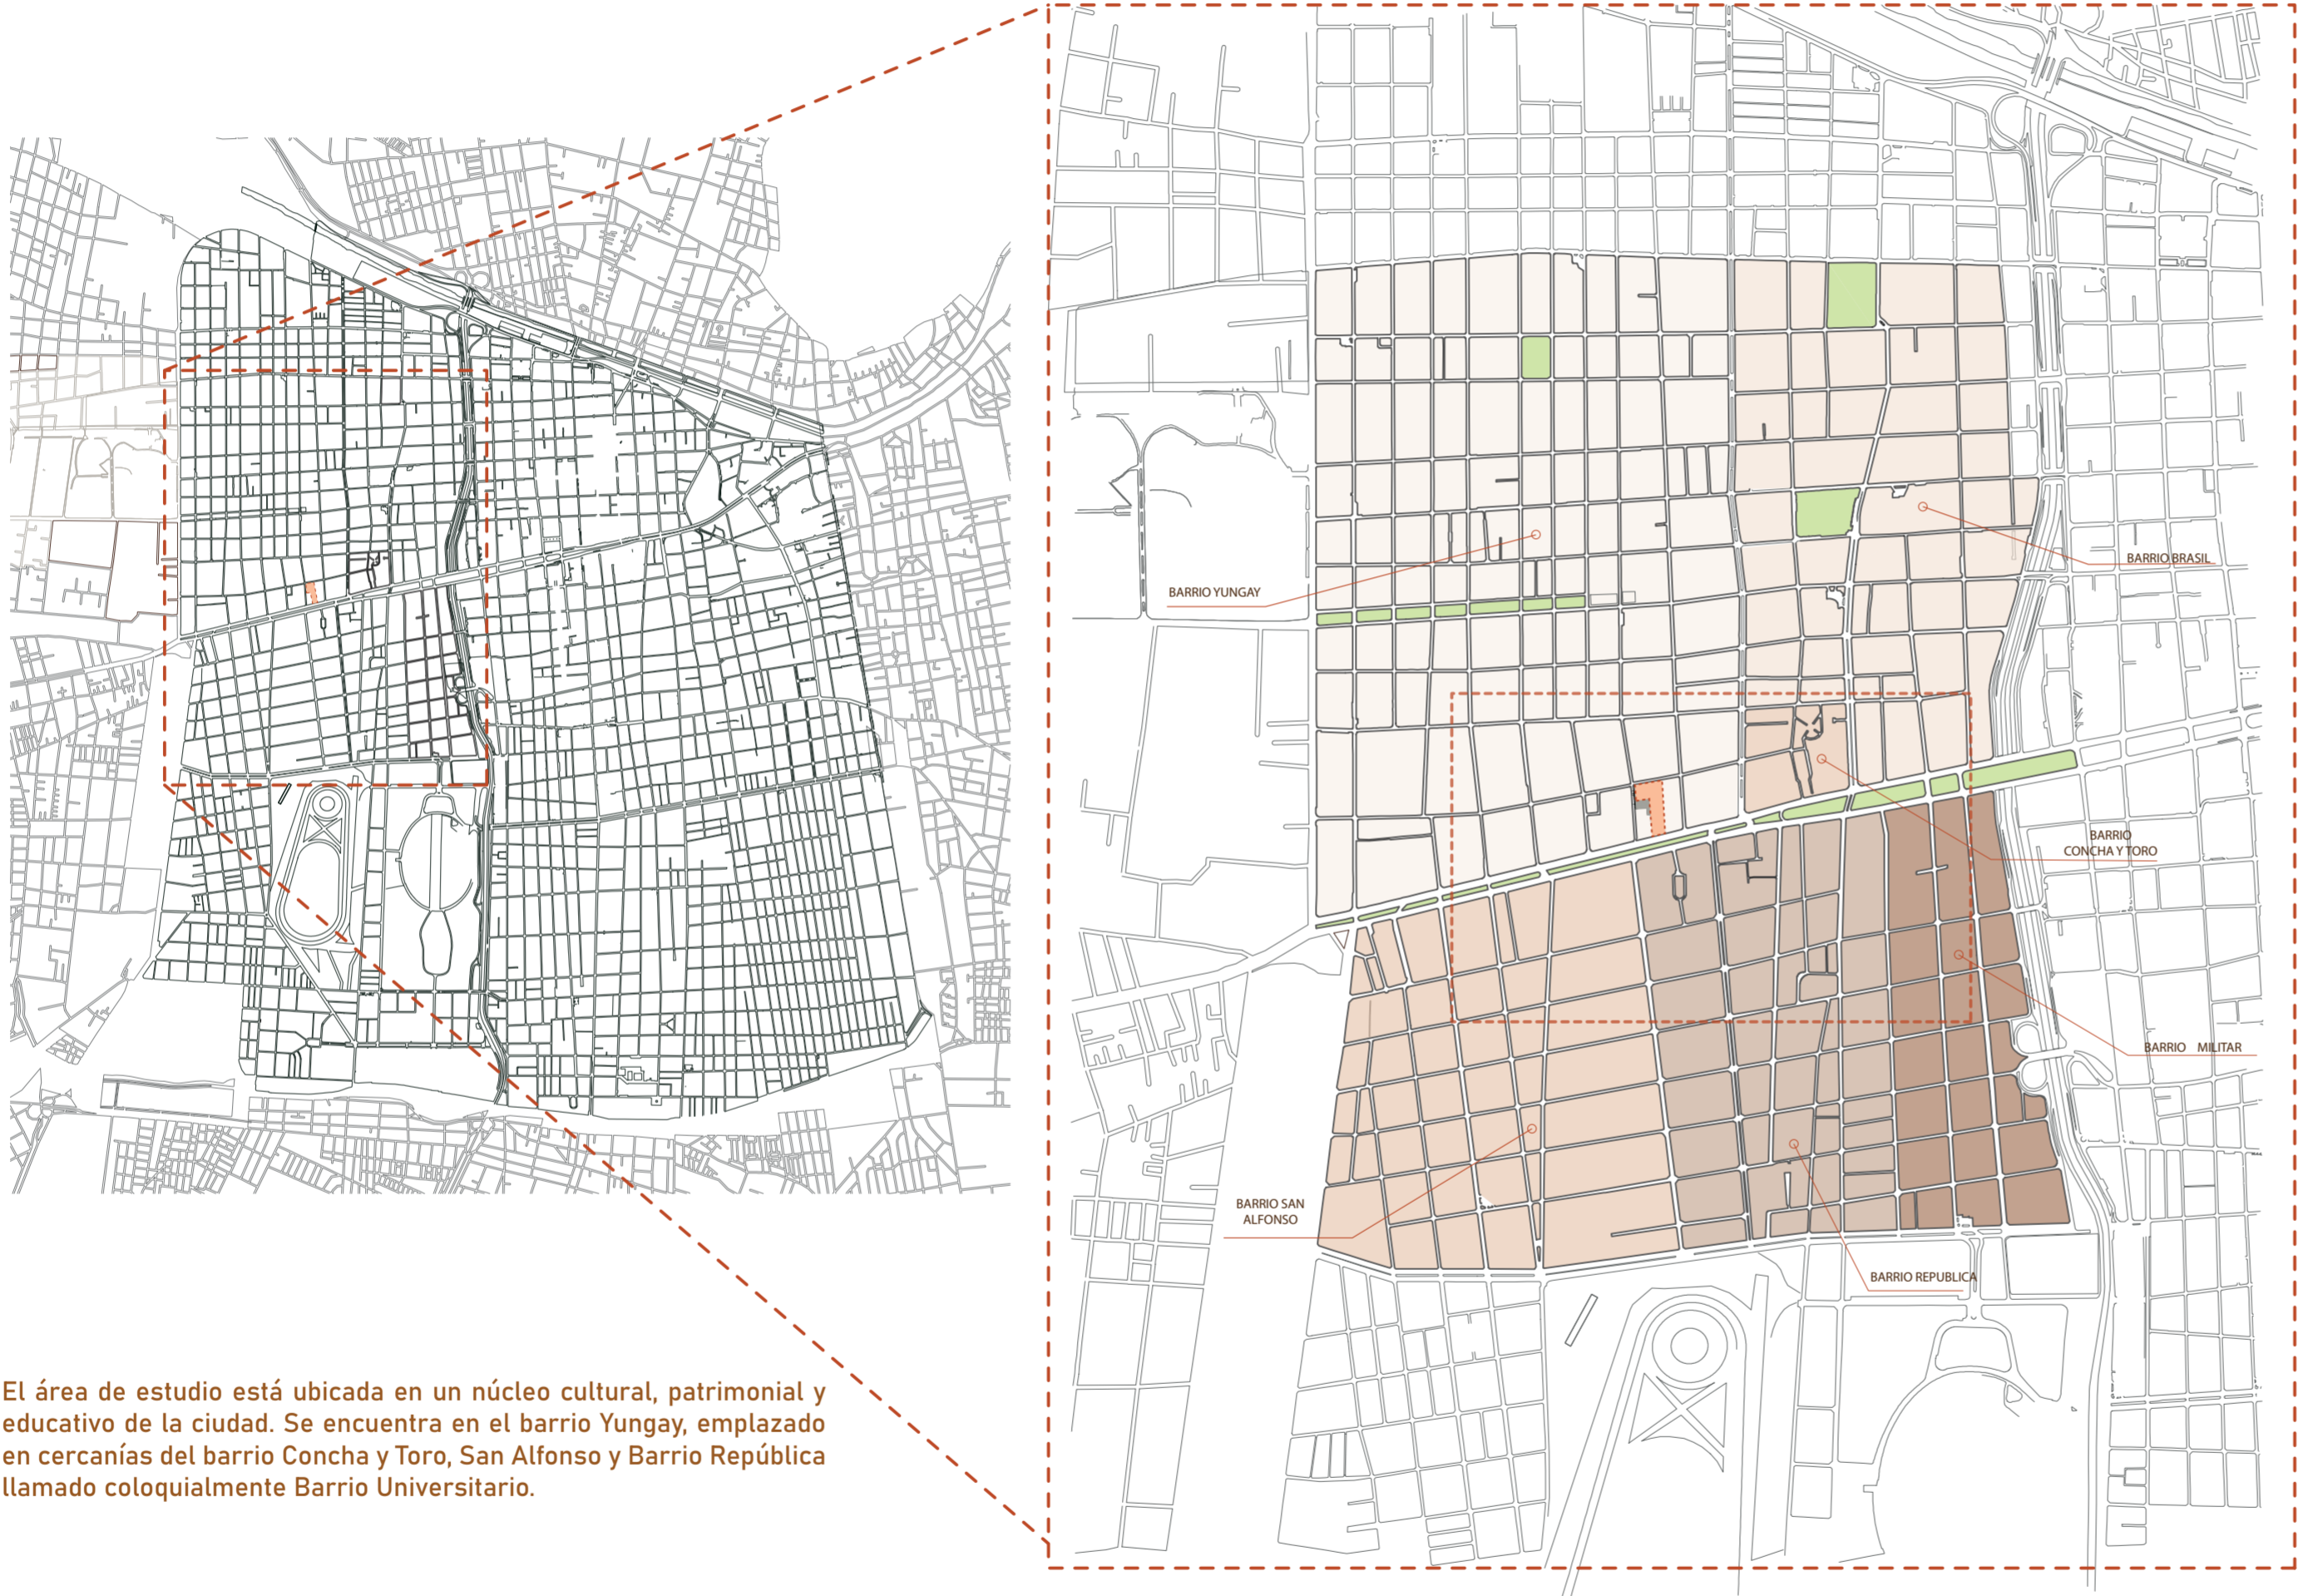 BARRIO BRASIL
BARRIO YUNGAY
BARRIO
CONCHA Y TORO
BARRIO MILITAR
BARRIO SAN
ALFONSO
BARRIO REPUBLICA
El área de estudio está ubicada en un núcleo cultural, patrimonial y
educativo de la ciudad. Se encuentra en el barrio Yungay, emplazado
en cercanías del barrio Concha y Toro, San Alfonso y Barrio República
llamado coloquialmente Barrio Universitario.